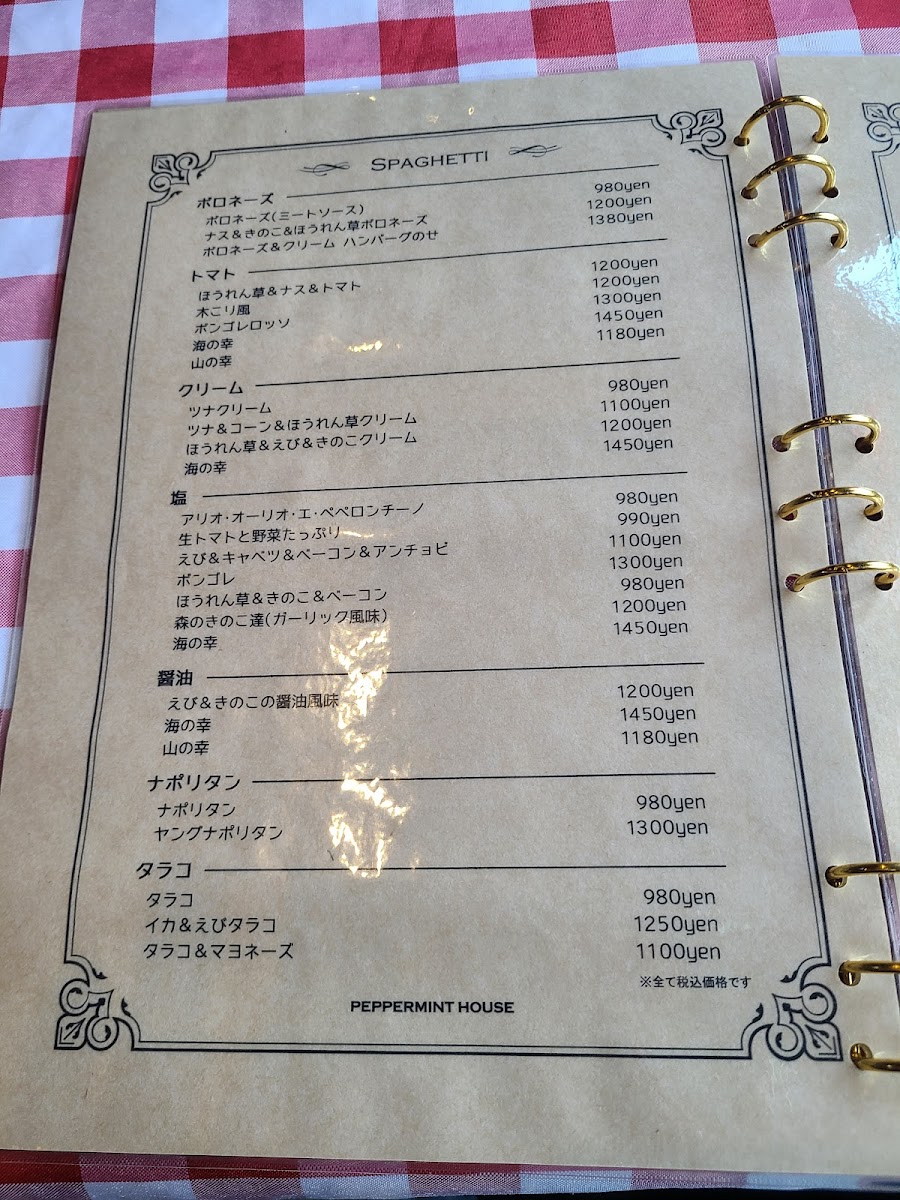 SPAGHETTI
ボロネーズ
ボロネーズ(ミートソース) 980yen
ナス&きのこ&ほうれん草ボロネーズ 1200yen
ボロネーズ&クリーム ハンバーグのせ 1380yen
トマト
ほうれん草&ナス&トマト 1200yen
木こり風 1200yen
ボンゴレロッソ 1300yen
海の幸 1450yen
山の幸 1180yen
クリーム
ツナクリーム 980yen
ツナ&コーン&ほうれん草クリーム 1100yen
ほうれん草&えび&きのこクリーム 1200yen
海の幸 1450yen
塩
アリオ・オーリオ・エ・ペペロンチーノ 980yen
生トマトと野菜たっぷり 990yen
えび&キャベツ&ベーコン&アンチョビ 1100yen
ボンゴレ 1300yen
ほうれん草&きのこ&ベーコン 980yen
森のきのこ達(ガーリック風味) 1200yen
海の幸 1450yen
醤油
えび&きのこの醤油風味 1200yen
海の幸 1450yen
山の幸 1180yen
ナポリタン
ナポリタン 980yen
ヤングナポリタン 1300yen
タラコ
タラコ 980yen
イカ&えびタラコ 1250yen
タラコ&マヨネーズ 1100yen
※全て税込価格です
PEPPERMINT HOUSE